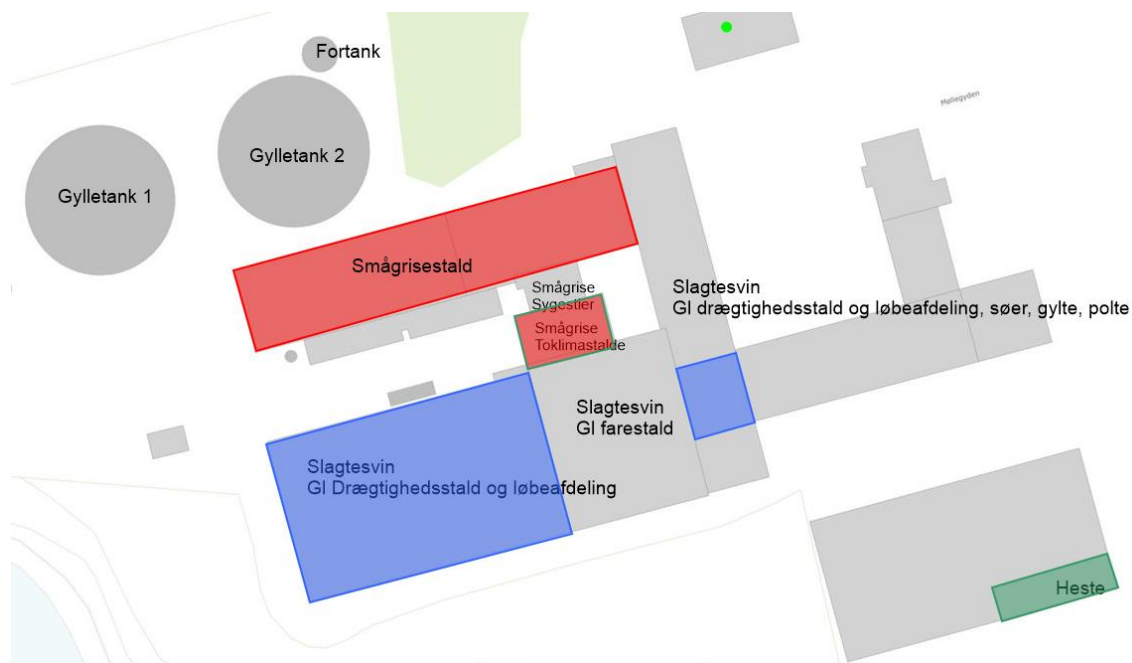 Fortank
Møllegyden
Gylletank 2
Gylletank 1
Smågrisestald
Smågrise
Sygestier
Slagtesvin
Gl drægtighedsstald og løbeafdeling, søer, gylte, polte
Smågrise
Toklimastalde
Slagtesvin
Gl farestald
Slagtesvin
Gl Drægtighedsstald og løbeafdeling
Heste